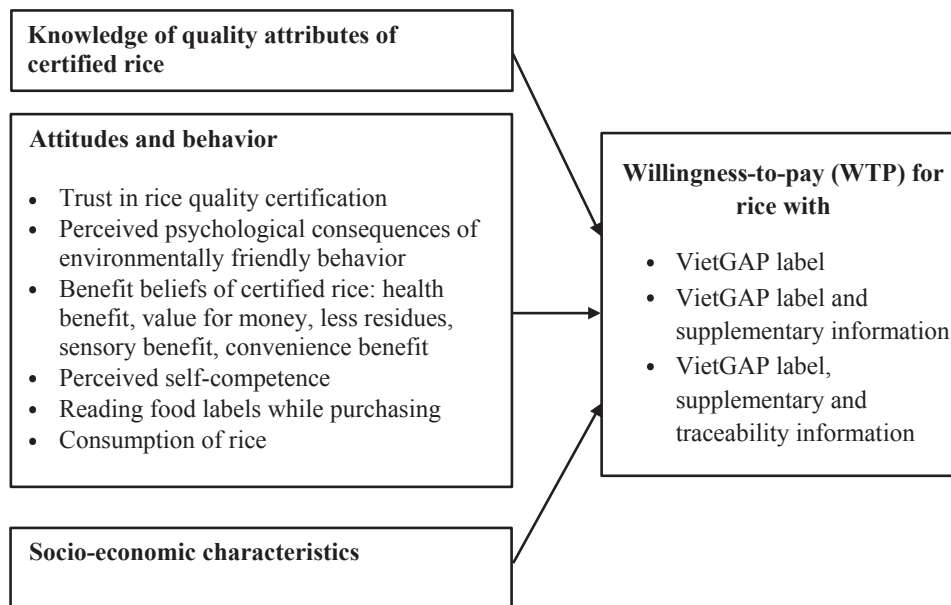 Knowledge of quality attributes of
certified rice
Attitudes and behavior
• Trust in rice quality certification
• Perceived psychological consequences of
environmentally friendly behavior
• Benefit beliefs of certified rice: health
benefit, value for money, less residues,
sensory benefit, convenience benefit
• Perceived self-competence
• Reading food labels while purchasing
• Consumption of rice
Socio-economic characteristics
Willingness-to-pay (WTP) for
rice with
• VietGAP label
• VietGAP label and
supplementary information
• VietGAP label,
supplementary and
traceability information